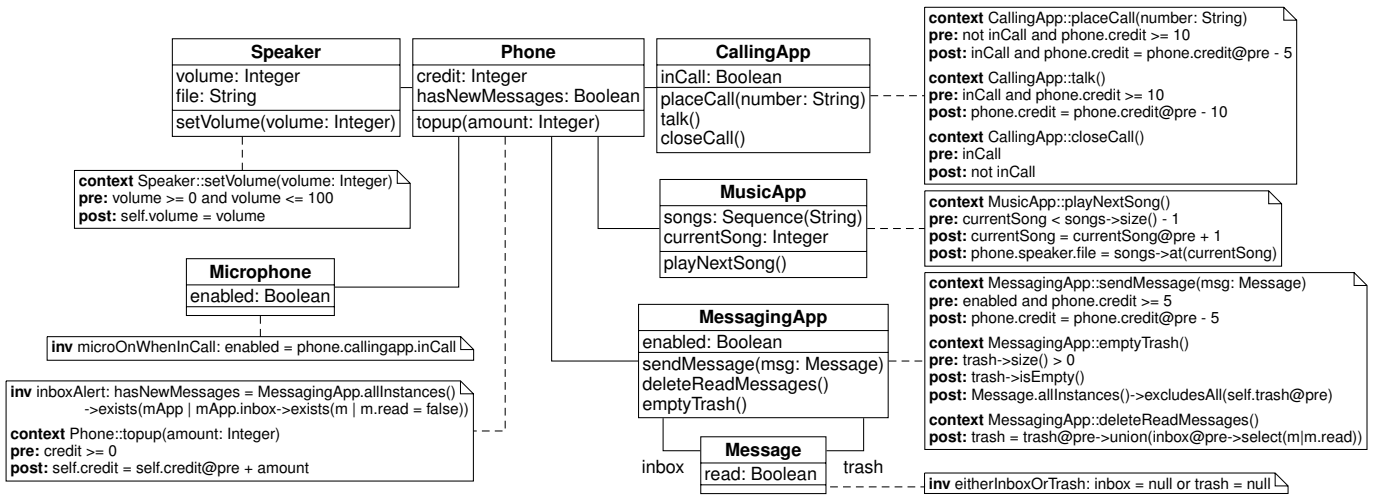 Speaker
volume: Integer
file: String
setVolume(volume: Integer)
Phone
credit: Integer
hasNewMessages: Boolean
topup(amount: Integer)
CallingApp
inCall: Boolean
placeCall(number: String)
talk()
closeCall()
context CallingApp::placeCall(number: String)
pre: not inCall and phone.credit >= 10
post: inCall and phone.credit = phone.credit@pre - 5
context CallingApp::talk()
pre: inCall and phone.credit >= 10
post: phone.credit = phone.credit@pre - 10
context CallingApp::closeCall()
pre: inCall
post: not inCall
context Speaker::setVolume(volume: Integer)
pre: volume >= 0 and volume <= 100
post: self.volume = volume
MusicApp
songs: Sequence(String)
currentSong: Integer
playNextSong()
context MusicApp::playNextSong()
pre: currentSong < songs->size() - 1
post: currentSong = currentSong@pre + 1
post: phone.speaker.file = songs->at(currentSong)
Microphone
enabled: Boolean
inv microOnWhenInCall: enabled = phone.callingapp.inCall
MessagingApp
enabled: Boolean
sendMessage(msg: Message)
deleteReadMessages()
emptyTrash()
context MessagingApp::sendMessage(msg: Message)
pre: enabled and phone.credit >= 5
post: phone.credit = phone.credit@pre - 5
context MessagingApp::emptyTrash()
pre: trash->size() > 0
post: trash->isEmpty()
post: Message.allInstances()->excludesAll(self.trash@pre)
context MessagingApp::deleteReadMessages()
post: trash = trash@pre->union(inbox@pre->select(m|m.read))
inv inboxAlert: hasNewMessages = MessagingApp.allInstances()
->exists(mApp | mApp.inbox->exists(m | m.read = false))
context Phone::topup(amount: Integer)
pre: credit >= 0
post: self.credit = self.credit@pre + amount
inbox
Message
read: Boolean
trash
inv eitherInboxOrTrash: inbox = null or trash = null